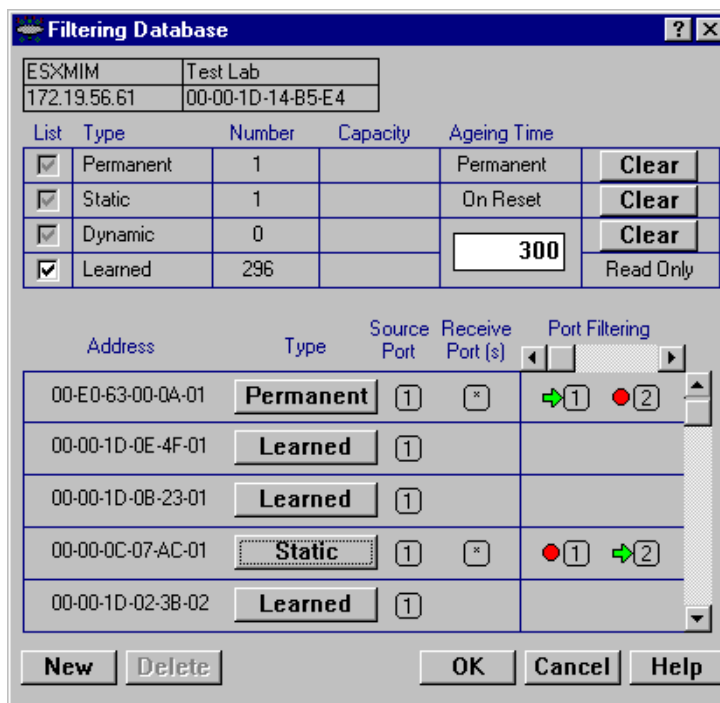 Filtering Database ? X
ESXMIM Test Lab
172.19.56.61 00-00-1D-14-B5-E4
List Type Number Capacity Ageing Time
Permanent 1 Permanent Clear
Static 1 On Reset Clear
Dynamic 0 300 Clear
Learned 296 Read Only
Address Type Source Port Receive Port (s) Port Filtering
00-E0-63-00-0A-01 Permanent 1 * 1 2
00-00-1D-0E-4F-01 Learned 1
00-00-1D-0B-23-01 Learned 1
00-00-0C-07-AC-01 Static 1 * 1 2
00-00-1D-02-3B-02 Learned 1
New Delete OK Cancel Help